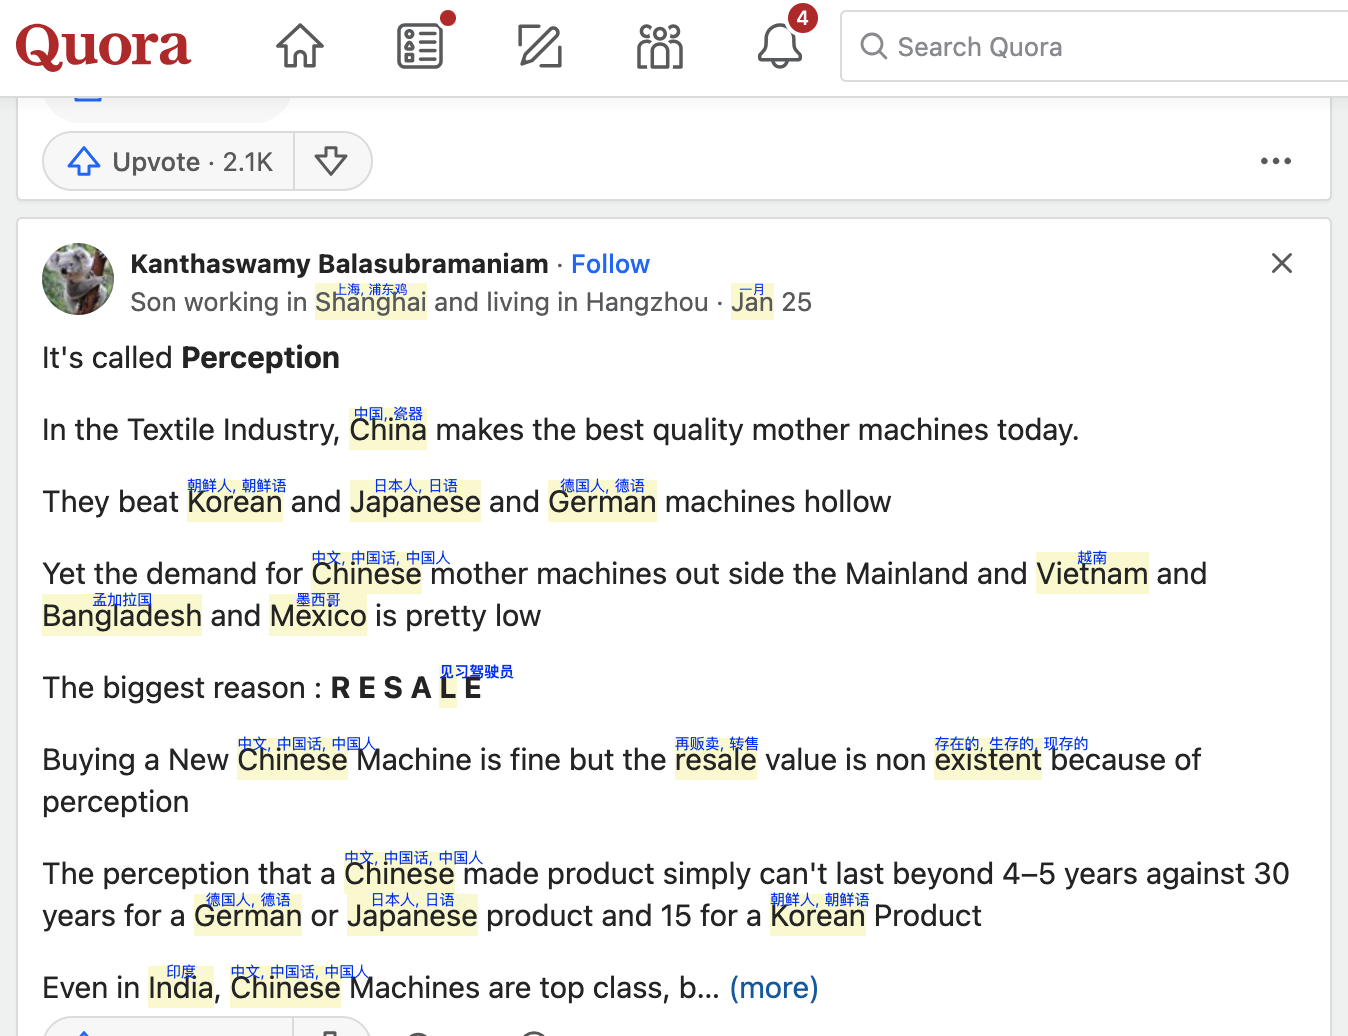 Quora
4
Search Quora
Upvote · 2.1K
Kanthaswamy Balasubramaniam · Follow
上海, 浦东鸡 一月
Son working in Shanghai and living in Hangzhou · Jan 25
It's called Perception
中国, 瓷器
In the Textile Industry, China makes the best quality mother machines today.
朝鲜人, 朝鲜语 日本人, 日语 德国人, 德语
They beat Korean and Japanese and German machines hollow
中文, 中国话, 中国人 越南
Yet the demand for Chinese mother machines out side the Mainland and Vietnam and
孟加拉国 墨西哥
Bangladesh and Mexico is pretty low
见习驾驶员
The biggest reason : R E S A L E
中文, 中国话, 中国人 再贩卖, 转售 存在的, 生存的, 现存的
Buying a New Chinese Machine is fine but the resale value is non existent because of
perception
中文, 中国话, 中国人
The perception that a Chinese made product simply can't last beyond 4–5 years against 30
德国人, 德语 日本人, 日语 朝鲜人, 朝鲜语
years for a German or Japanese product and 15 for a Korean Product
印度 中文, 中国话, 中国人
Even in India, Chinese Machines are top class, b... (more)